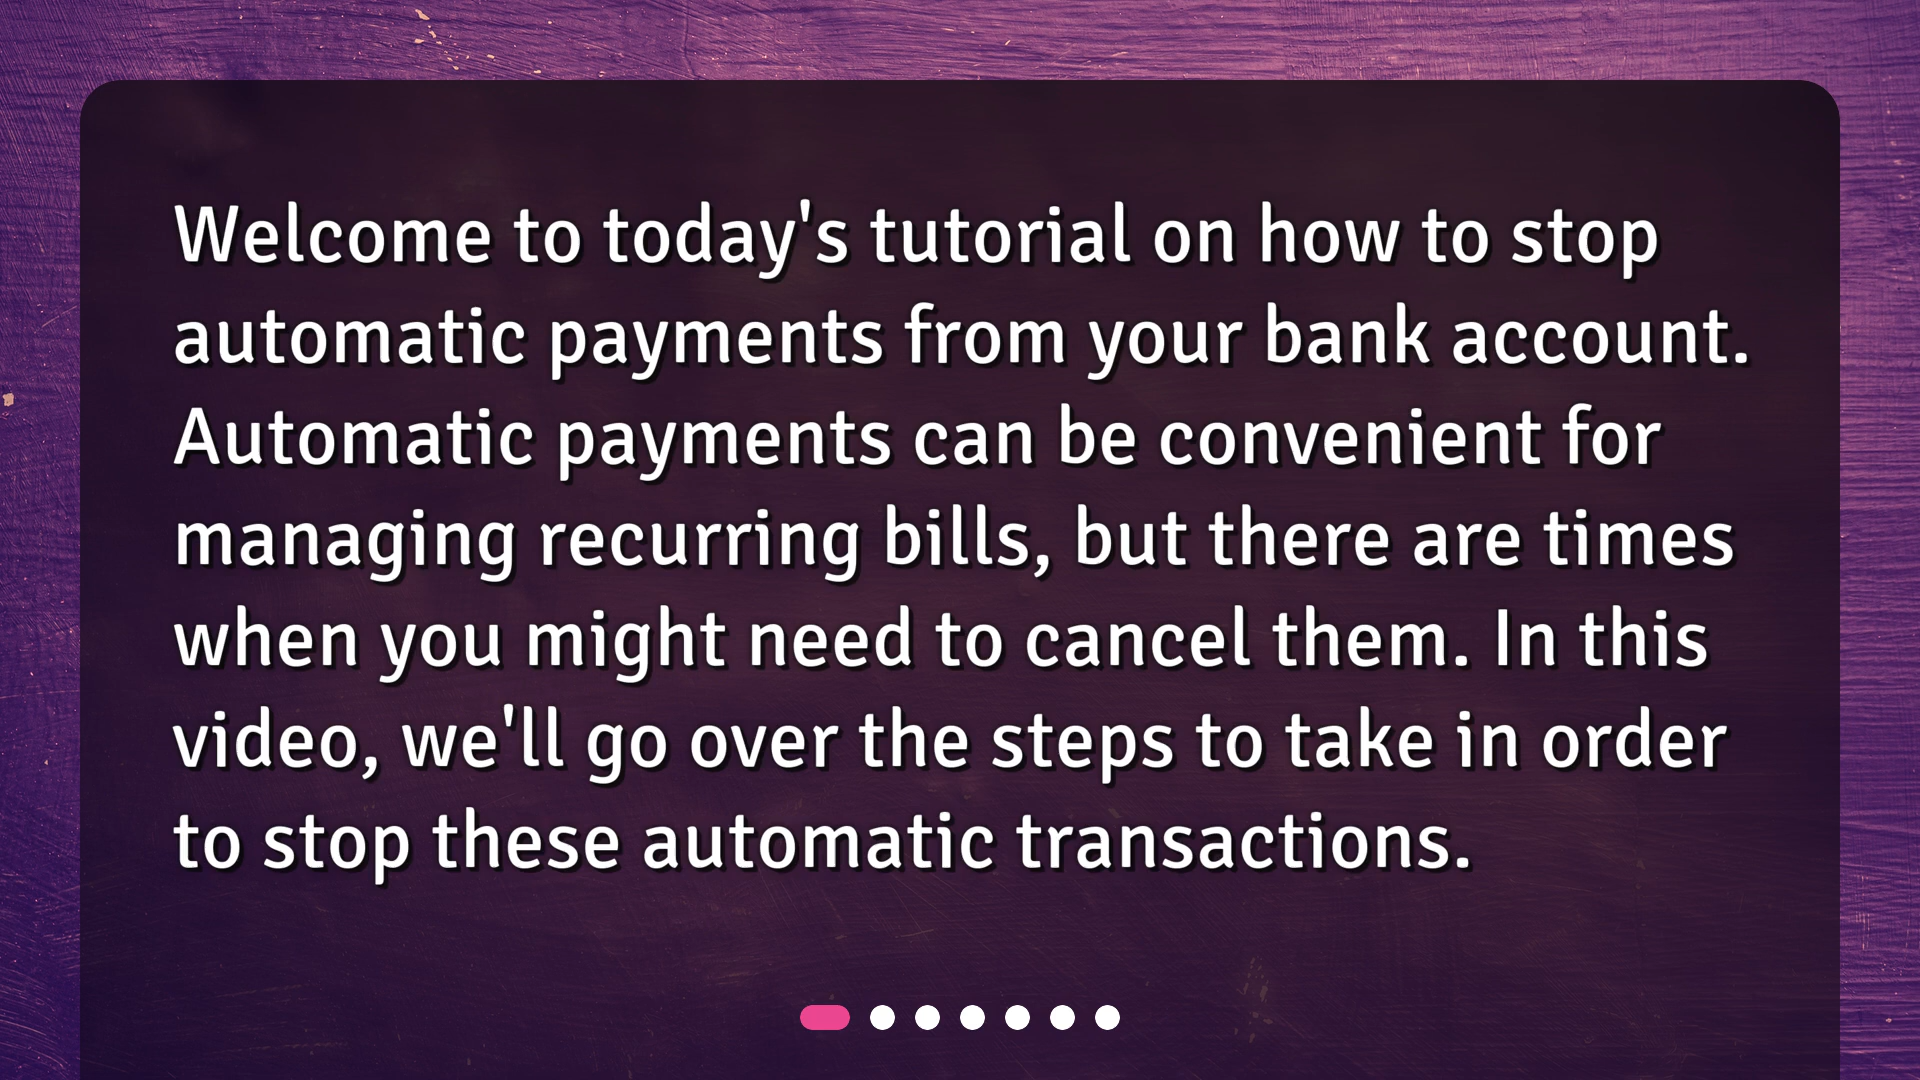 Welcome to today's tutorial on how to stop
automatic payments from your bank account.
Automatic payments can be convenient for
managing recurring bills, but there are times
when you might need to cancel them. In this
video, we'll go over the steps to take in order
to stop these automatic transactions.